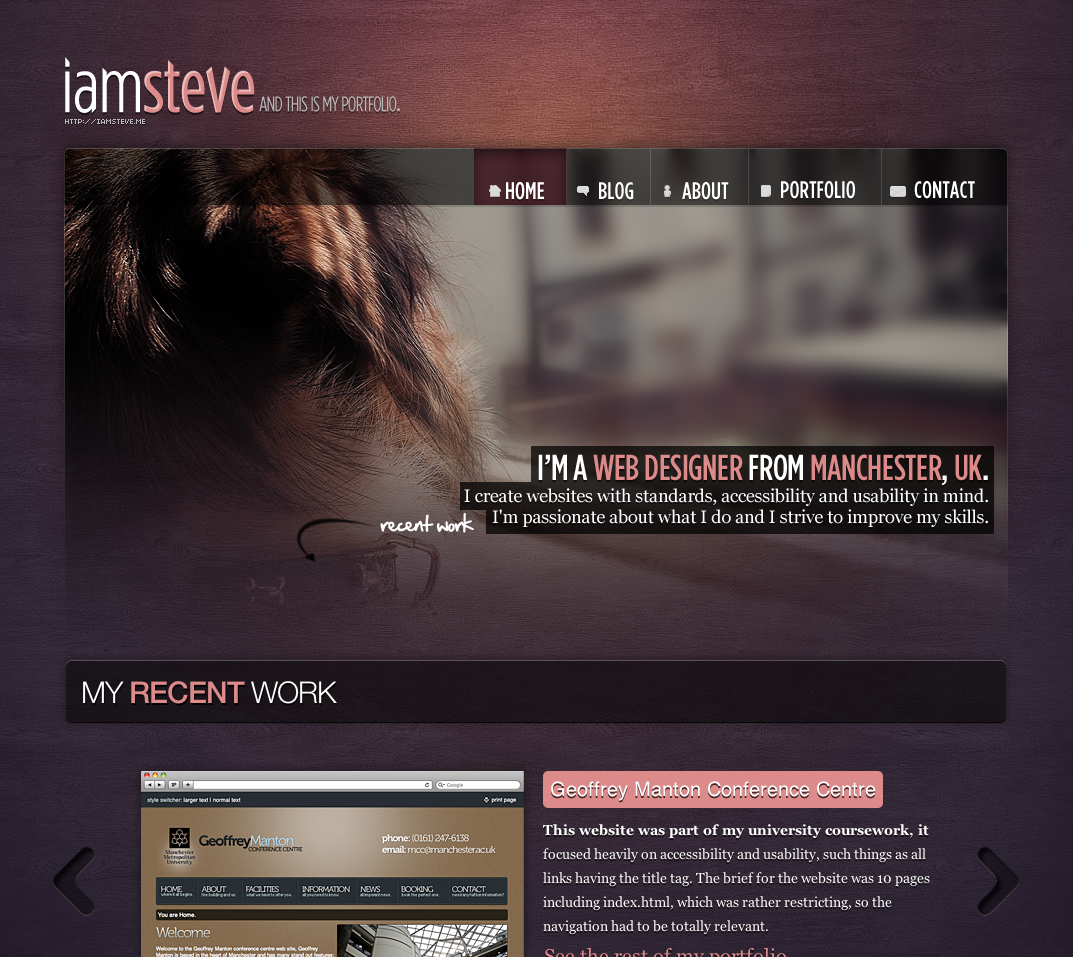 iamsteve AND THIS IS MY PORTFOLIO.
HTTP://IAMSTEVE.ME
HOME BLOG ABOUT PORTFOLIO CONTACT
I'M A WEB DESIGNER FROM MANCHESTER, UK.
I create websites with standards, accessibility and usability in mind.
I'm passionate about what I do and I strive to improve my skills.
recent work
MY RECENT WORK
Google
style switcher: larger text | normal text
print page
GeoffreyManton
CONFERENCE CENTRE
Manchester
Metropolitan
University
phone: (0161) 247-6138
email: mcc@manchester.ac.uk
HOME ABOUT FACILITIES INFORMATION NEWS BOOKING CONTACT
You are Home.
Welcome
Welcome to the Geoffrey Manton conference centre web site, Geoffrey
Manton is based in the heart of Manchester and has many stand out features:
Geoffrey Manton Conference Centre
This website was part of my university coursework, it
focused heavily on accessibility and usability, such things as all
links having the title tag. The brief for the website was 10 pages
including index.html, which was rather restricting, so the
navigation had to be totally relevant.
See the rest of my portfolio